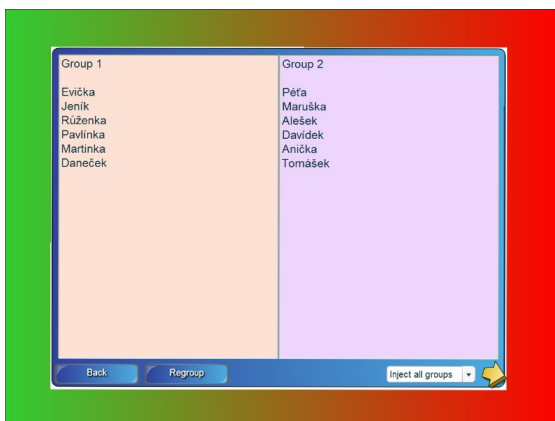 Group 1
Evička
Jeník
Růženka
Pavlínka
Martinka
Daneček
Group 2
Péťa
Maruška
Alešek
Davídek
Anička
Tomášek
Back
Regroup
Inject all groups